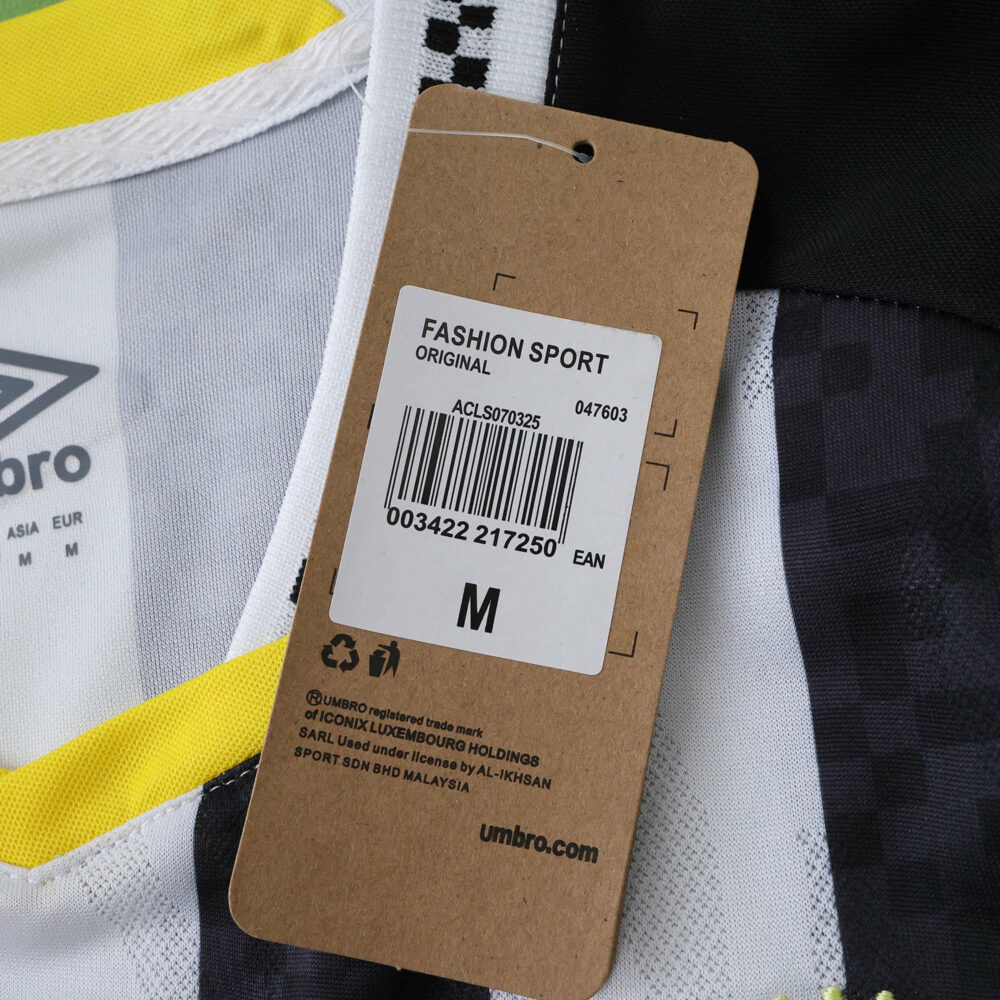 FASHION SPORT
ORIGINAL
ACLS070325 047603
003422 217250 EAN
M
®UMBRO registered trade mark
of ICONIX LUXEMBOURG HOLDINGS
SARL Used under license by AL-IKHSAN
SPORT SDN BHD MALAYSIA
umbro.com
bro
ASIA EUR
M M